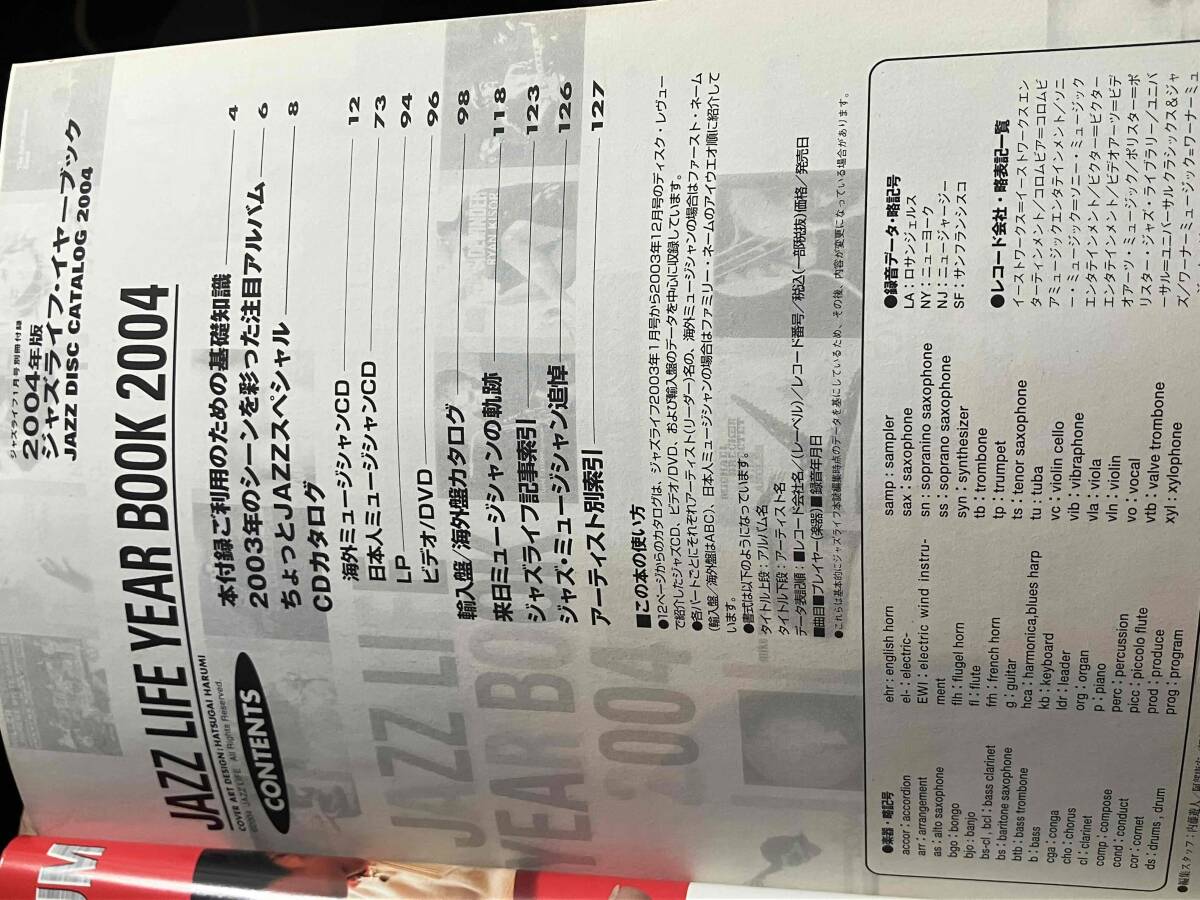 ジャズライフ1月号別冊付録
2004年版
ジャズライフ・イヤーブック
JAZZ DISC CATALOG 2004
JAZZ LIFE YEAR BOOK 2004
COVER ART DESIGN : HATSUGAI HARUMI
©2003 JAZZ LIFE All Rights Reserved.
CONTENTS
本付録ご利用のための基礎知識 4
2003年のシーンを彩った注目アルバム 6
ちょっとJAZZスペシャル 8
CDカタログ
海外ミュージシャンCD 12
日本人ミュージシャンCD 73
LP 94
ビデオ/DVD 96
輸入盤/海外盤カタログ 98
来日ミュージシャンの軌跡 118
ジャズライフ記事索引 123
ジャズ・ミュージシャン追悼 126
アーティスト別索引 127
JAZZ LI
YEAR BO
2004
■この本の使い方
●12ページからのカタログは、ジャズライフ2003年1月号から2003年12月号のディスク・レヴュー
で紹介したジャズCD、ビデオ/DVD、および輸入盤のデータを中心に収録しています。
●各パートごとにそれぞれアーティスト(リーダー)名の、海外ミュージシャンの場合はファースト・ネーム
(輸入盤/海外盤はABC)、日本人ミュージシャンの場合はファミリー・ネームのアイウエオ順に紹介して
います。
●書式は以下のようになっています。
タイトル上段:アルバム名
タイトル下段:アーティスト名
データ表記順:■レコード会社名/(レーベル)/レコード番号/税込(一部税抜)価格/発売日
■曲目■プレイヤー(楽器)■録音年月日
●これらは基本的にジャズライフ本誌編集時点のデータを基にしているため、その後、内容が変更になっている場合があります。
●楽器・略記号
accor : accordion
arr : arrangement
as : alto saxophone
bgo : bongo
bjo : banjo
bs-cl , bcl : bass clarinet
bs : baritone saxophone
btb : bass trombone
b : bass
cga : conga
cho : chorus
cl : clarinet
comp : compose
cond : conduct
cor : cornet
ds : drums , drum
ehr : english horn
el- : electric-
EWI : electric wind instru-
ment
flh : flugel horn
fl : flute
frh : french horn
g : guitar
hca : harmonica,blues harp
kb : keyboard
ldr : leader
org : organ
p : piano
perc : percussion
picc : piccolo flute
prod : produce
prog : program
samp : sampler
sax : saxophone
sn : sopranino saxophone
ss : soprano saxophone
syn : synthesizer
tb : trombone
tp : trumpet
ts : tenor saxophone
tu : tuba
vc : violin cello
vib : vibraphone
vla : viola
vln : violin
vo : vocal
vtb : valve trombone
xyl : xylophone
●録音データ・略記号
LA : ロサンジェルス
NY : ニューヨーク
NJ : ニュージャージー
SF : サンフランシスコ
●レコード会社・略表記一覧
イーストワークス=イーストワークスエン
ターティンメント/コロムビア=コロムビ
アミュージックエンタテインメント/ソニ
ー・ミュージック=ソニー・ミュージック
エンタテインメント/ビクター=ビクター
エンタテインメント/ビデオアーツ=ビデ
オアーツ・ミュージック/ポリスター=ポ
リスター・ジャズ・ライブラリー/ユニバ
ーサル=ユニバーサルクラシックス&ジャ
ズ/ワーナーミュージック=ワーナーミュ
●編集スタッフ:内藤遊人/
UM